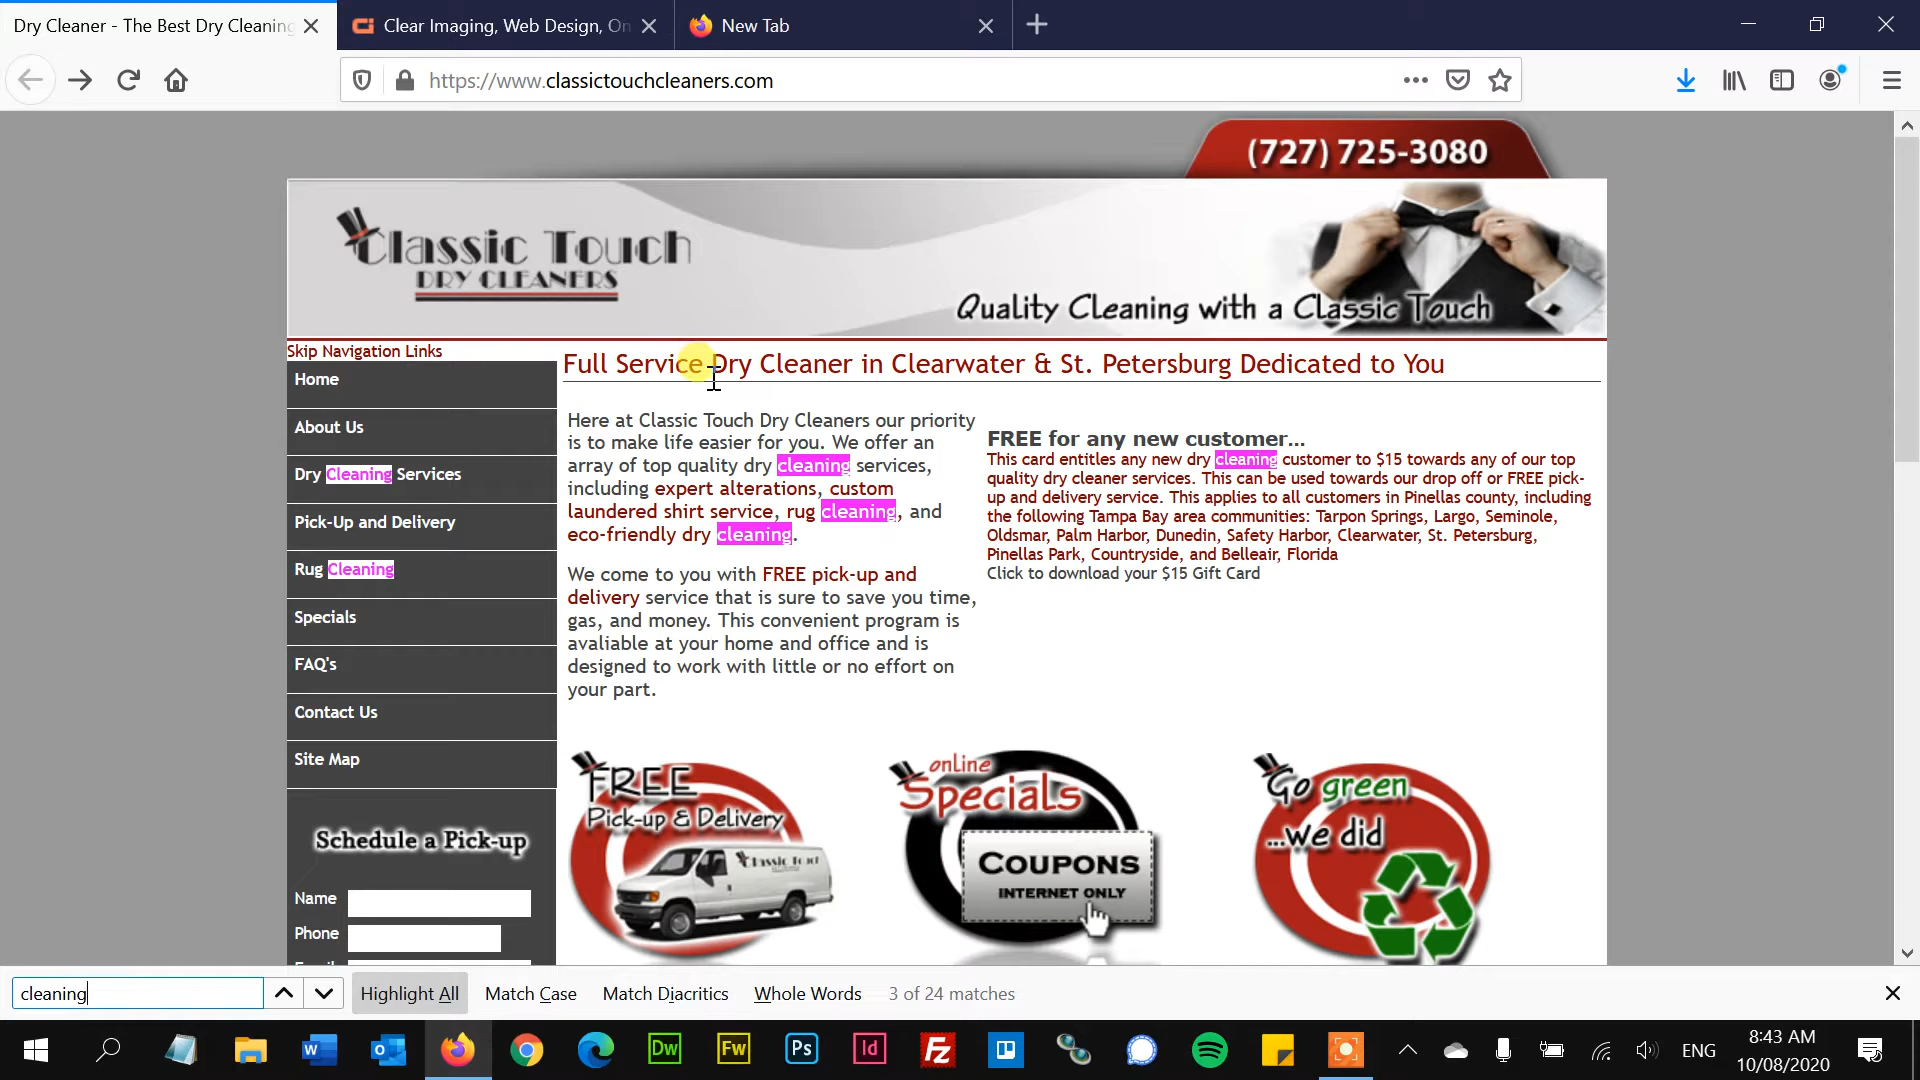 Dry Cleaner - The Best Dry Cleaning
Clear Imaging, Web Design, On
New Tab
https://www.classictouchcleaners.com
(727) 725-3080
Classic Touch
DRY CLEANERS
Quality Cleaning with a Classic Touch
Skip Navigation Links
Home
About Us
Dry Cleaning Services
Pick-Up and Delivery
Rug Cleaning
Specials
FAQ's
Contact Us
Site Map
Schedule a Pick-up
Name
Phone
Full Service Dry Cleaner in Clearwater & St. Petersburg Dedicated to You
Here at Classic Touch Dry Cleaners our priority
is to make life easier for you. We offer an
array of top quality dry cleaning services,
including expert alterations, custom
laundered shirt service, rug cleaning, and
eco-friendly dry cleaning.
We come to you with FREE pick-up and
delivery service that is sure to save you time,
gas, and money. This convenient program is
avaliable at your home and office and is
designed to work with little or no effort on
your part.
FREE for any new customer...
This card entitles any new dry cleaning customer to $15 towards any of our top
quality dry cleaner services. This can be used towards our drop off or FREE pick-
up and delivery service. This applies to all customers in Pinellas county, including
the following Tampa Bay area communities: Tarpon Springs, Largo, Seminole,
Oldsmar, Palm Harbor, Dunedin, Safety Harbor, Clearwater, St. Petersburg,
Pinellas Park, Countryside, and Belleair, Florida
Click to download your $15 Gift Card
FREE
Pick-up & Delivery
Classic Touch
online
Specials
COUPONS
INTERNET ONLY
Go green
...we did
cleaning
Highlight All
Match Case
Match Diacritics
Whole Words
3 of 24 matches
Dw
Fw
Ps
Id
Fz
ENG
8:43 AM
10/08/2020